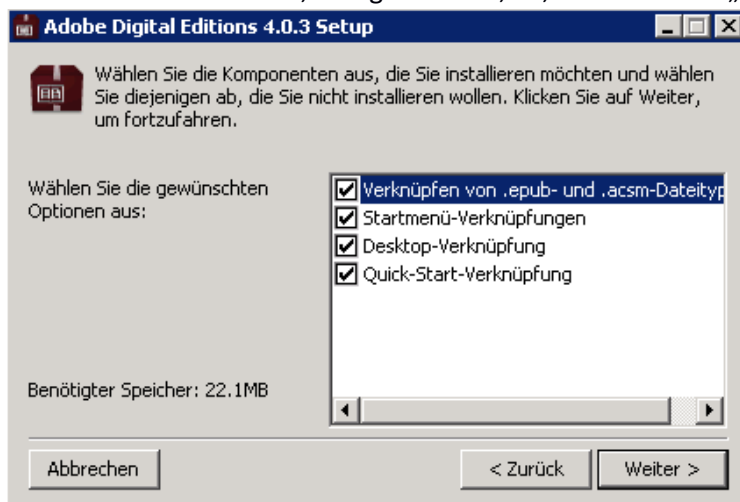 Adobe Digital Editions 4.0.3 Setup
Wählen Sie die Komponenten aus, die Sie installieren möchten und wählen
Sie diejenigen ab, die Sie nicht installieren wollen. Klicken Sie auf Weiter,
um fortzufahren.
Wählen Sie die gewünschten
Optionen aus:
Verknüpfen von .epub- und .acsm-Dateityp
Startmenü-Verknüpfungen
Desktop-Verknüpfung
Quick-Start-Verknüpfung
Benötigter Speicher: 22.1MB
Abbrechen
< Zurück
Weiter >